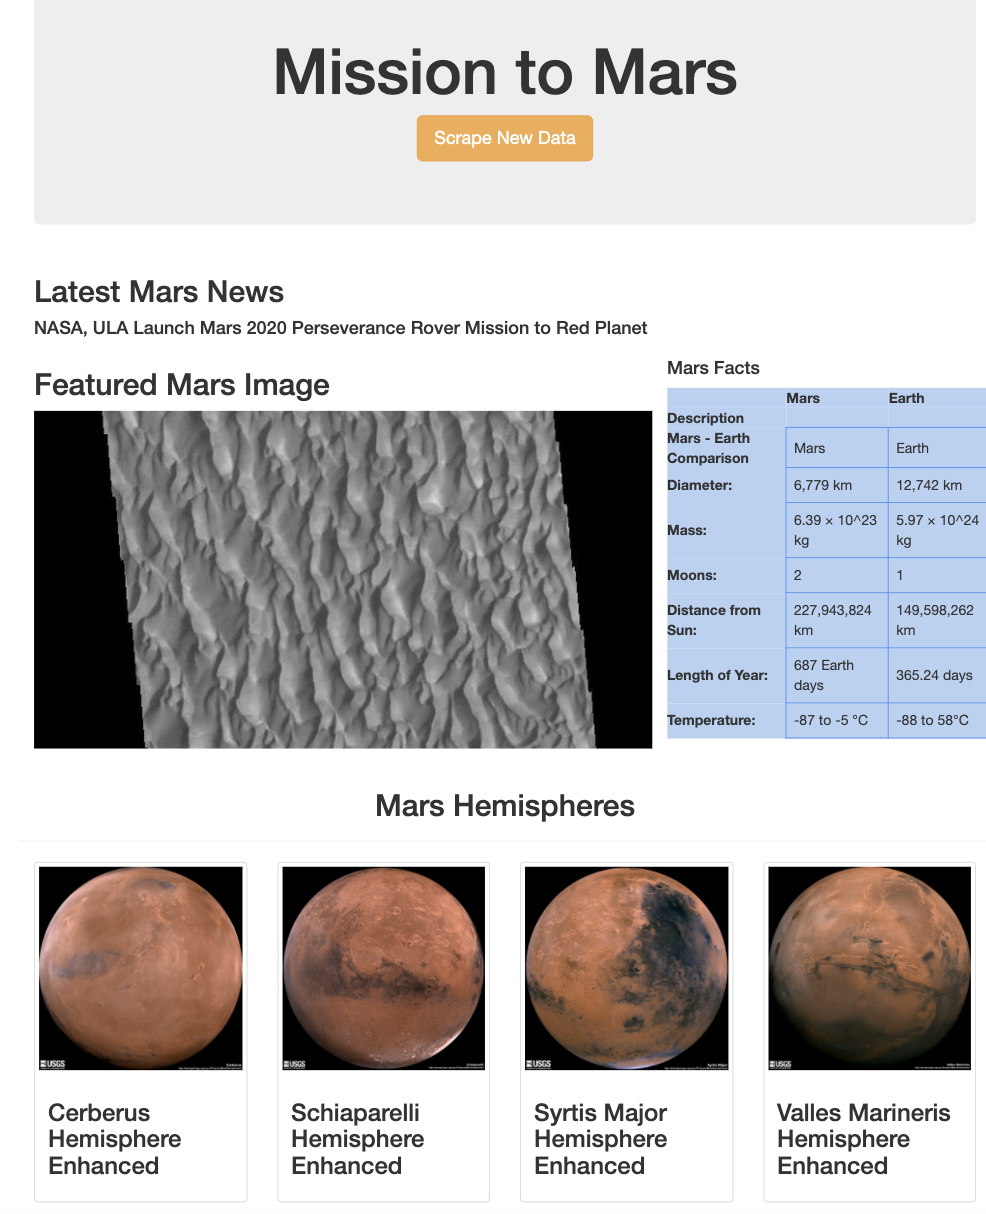 Mission to Mars
Scrape New Data
Latest Mars News
NASA, ULA Launch Mars 2020 Perseverance Rover Mission to Red Planet
Featured Mars Image
Mars Facts
Mars Earth
Description
Mars - Earth
Comparison
Mars Earth
Diameter: 6,779 km 12,742 km
Mass: 6.39 × 10^23 kg 5.97 × 10^24 kg
Moons: 2 1
Distance from
Sun:
227,943,824 km 149,598,262 km
Length of Year: 687 Earth days 365.24 days
Temperature: -87 to -5 °C -88 to 58°C
Mars Hemispheres
USGS
USGS
USGS
USGS
Cerberus
Hemisphere
Enhanced
Schiaparelli
Hemisphere
Enhanced
Syrtis Major
Hemisphere
Enhanced
Valles Marineris
Hemisphere
Enhanced